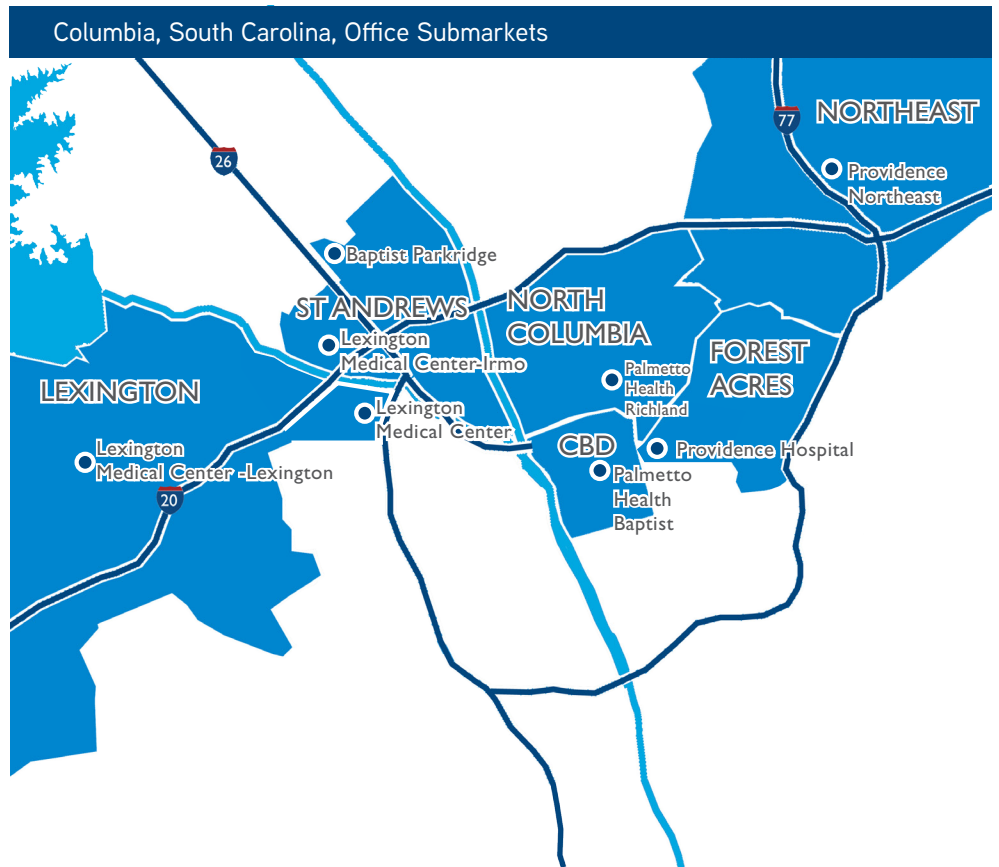 Columbia, South Carolina, Office Submarkets
77
NORTHEAST
26
Providence
Northeast
Baptist Parkridge
ST ANDREWS
NORTH
COLUMBIA
Lexington
Medical Center-Irmo
FOREST
ACRES
LEXINGTON
Palmetto
Health
Richland
Lexington
Medical Center
CBD
Providence Hospital
Lexington
Medical Center -Lexington
Palmetto
Health
Baptist
20